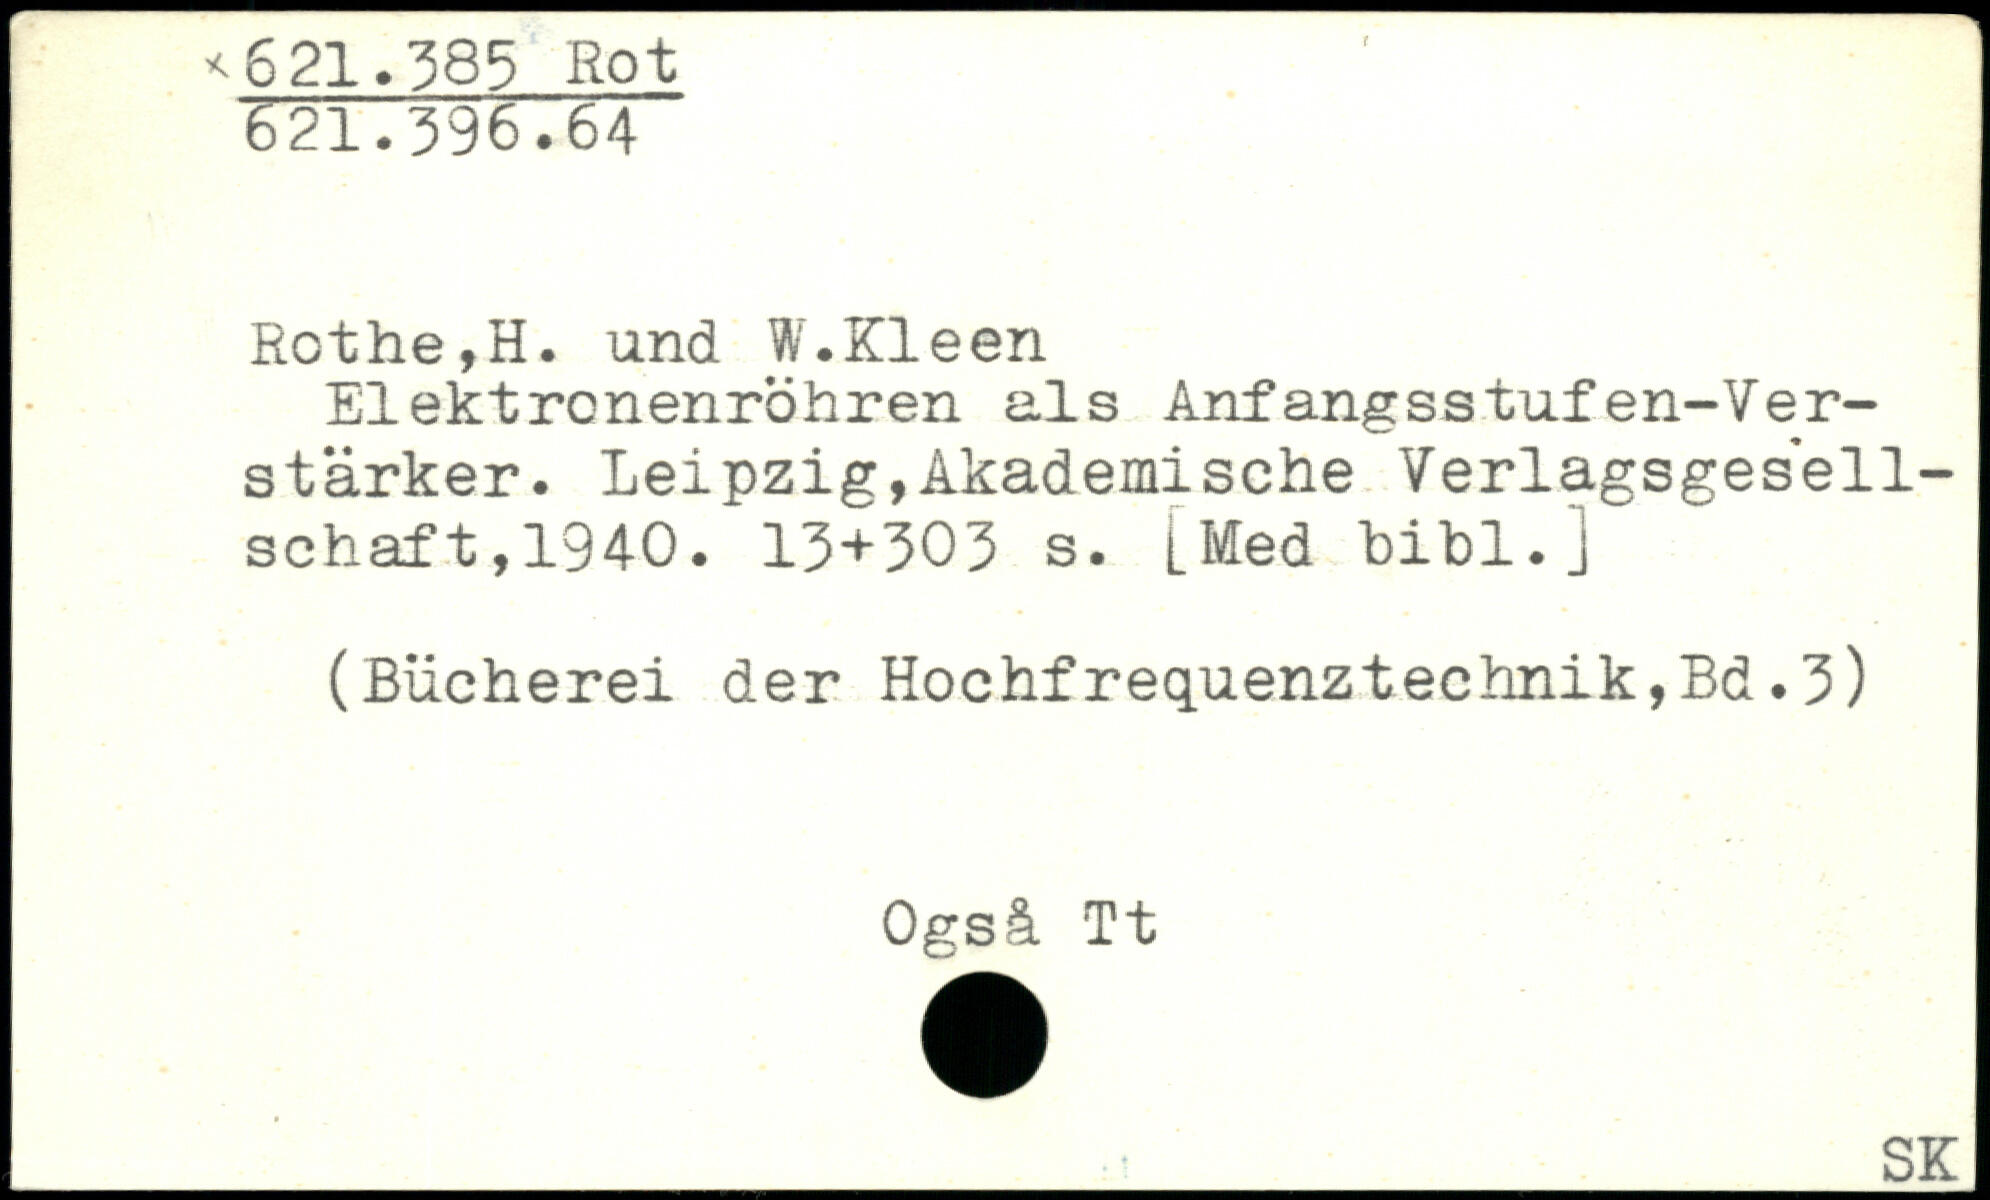 × 621.385 Rot
621.396.64
Rothe,H. und W.Kleen
Elektronenröhren als Anfangsstufen-Ver-
stärker. Leipzig,Akademische Verlagsgesell-
schaft,1940. 13+303 s. [Med bibl.]
(Bücherei der Hochfrequenztechnik,Bd.3)
Også Tt
SK